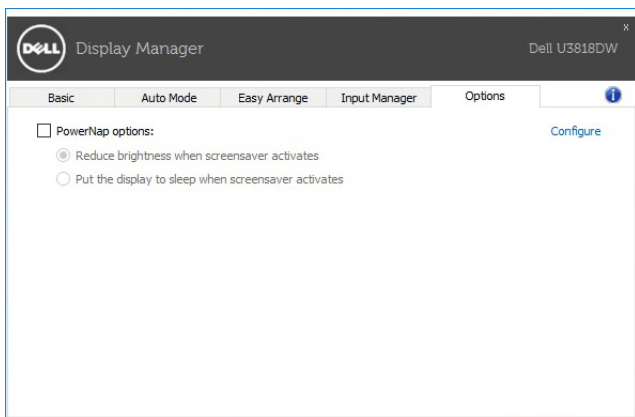 x
DELL Display Manager Dell U3818DW
Basic Auto Mode Easy Arrange Input Manager Options i
PowerNap options: Configure
Reduce brightness when screensaver activates
Put the display to sleep when screensaver activates